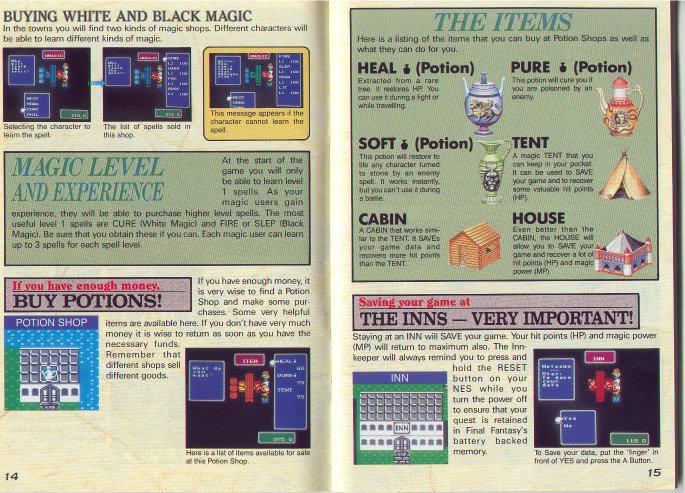 BUYING WHITE AND BLACK MAGIC
In the towns you will find two kinds of magic shops. Different characters will
be able to learn different kinds of magic.
Selecting the character to
learn the spell.
The list of spells sold in
this shop.
This message appears if the
character cannot learn the
spell.
MAGIC LEVEL
AND EXPERIENCE
At the start of the
game you will only
be able to learn level
1 spells. As your
magic users gain
experience, they will be able to purchase higher level spells. The most
useful level 1 spells are CURE (White Magic) and FIRE or SLEP (Black
Magic). Be sure that you obtain these if you can. Each magic user can learn
up to 3 spells for each spell level.
If you have enough money,
BUY POTIONS!
If you have enough money, it
is very wise to find a Potion
Shop and make some pur-
chases. Some very helpful
items are available here. If you don't have very much
money it is wise to return as soon as you have the
necessary funds.
Remember that
different shops sell
different goods.
POTION SHOP
ITEM
What do
you
want?
HEAL
60
PURE
75
TENT
75
575 G
Here is a list of items available for sale
at this Potion Shop.
14
THE ITEMS
Here is a listing of the items that you can buy at Potion Shops as well as
what they can do for you.
HEAL (Potion)
Extracted from a rare
tree. It restores HP. You
can use it during a fight or
while travelling.
PURE (Potion)
This potion will cure you if
you are poisoned by an
enemy.
SOFT (Potion)
This potion will restore to
life any character turned
to stone by an enemy
spell. It works instantly,
but you can't use it during
a battle.
TENT
A magic TENT that you
can keep in your pocket.
It can be used to SAVE
your game and to recover
some valuable hit points
(HP).
CABIN
A CABIN that works simi-
lar to the TENT. It SAVEs
your game data and
recovers more hit points
than the TENT.
HOUSE
Even better than the
CABIN, the HOUSE will
allow you to SAVE your
game and recover a lot of
hit points (HP) and magic
power (MP).
Saving your game at
THE INNS — VERY IMPORTANT!
Staying at an INN will SAVE your game. Your hit points (HP) and magic power
(MP) will return to maximum also. The Inn-
keeper will always remind you to press and
hold the RESET
button on your
NES while you
turn the power off
to ensure that your
quest is retained
in Final Fantasy's
battery backed
memory.
INN
INN
INN
Welcome
Yes
No
115 G
To Save your data, put the 'finger' in
front of YES and press the A Button.
15